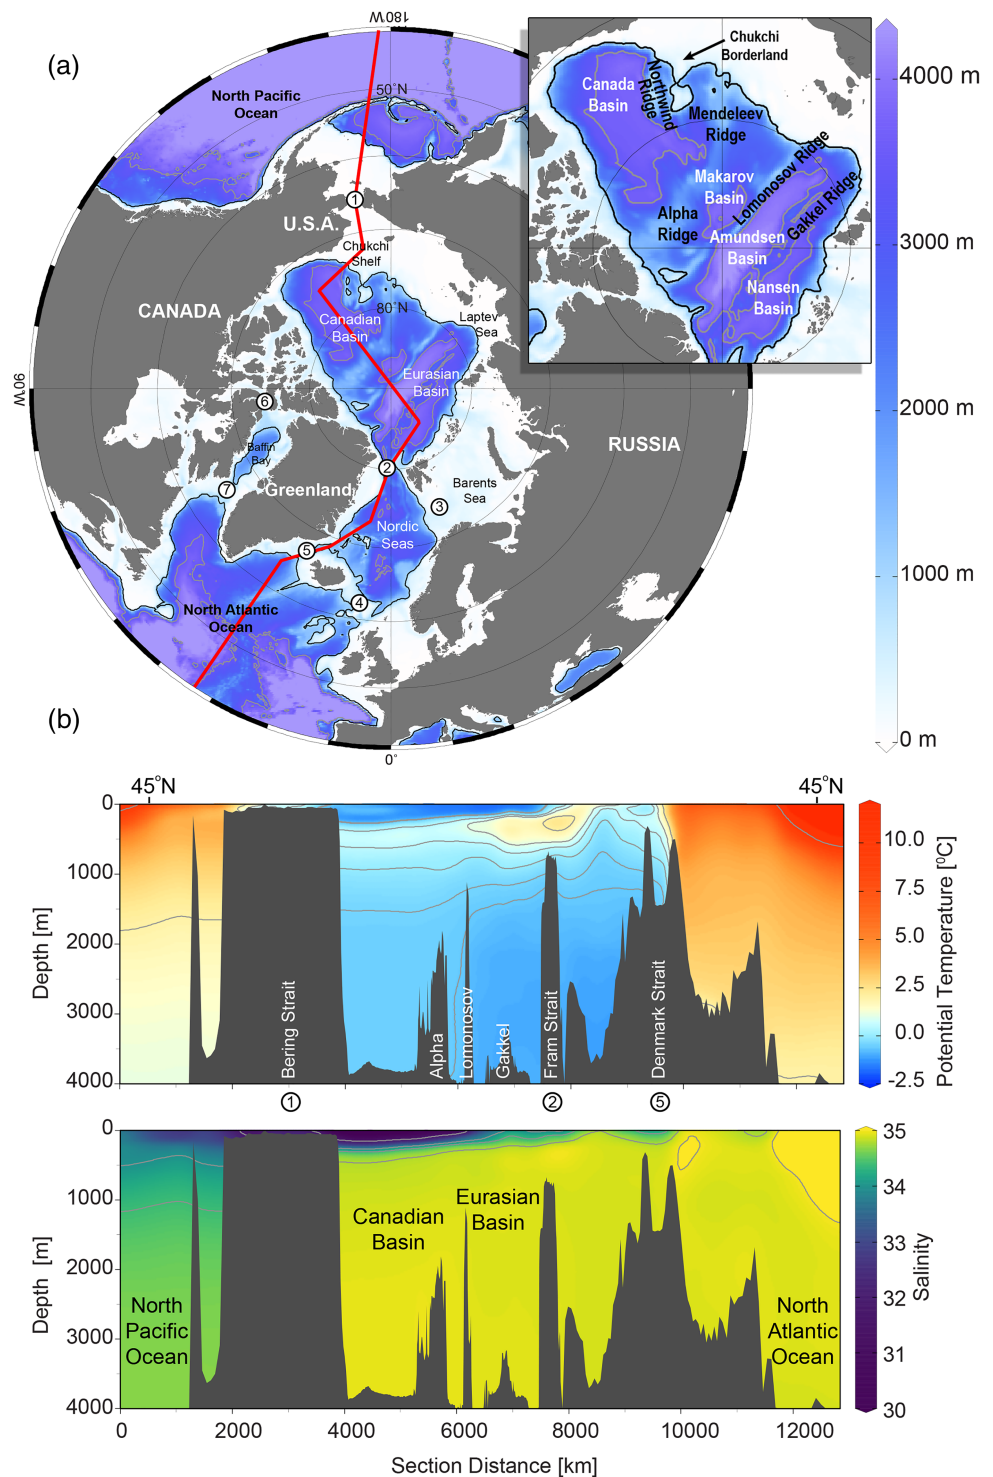 (a)
180°W
50°N
North Pacific
Ocean
1
U.S.A.
Chukchi
Shelf
CANADA
80°N
Canadian
Basin
Laptev
Sea
Eurasian
Basin
90°W
6
RUSSIA
Baffin
Bay
2
7
Greenland
Barents
Sea
3
Nordic
Seas
5
4
North Atlantic
Ocean
0°
Chukchi
Borderland
Canada
Basin
Northwind
Ridge
Mendeleev
Ridge
Makarov
Basin
Lomonosov Ridge
Gakkel Ridge
Alpha
Ridge
Amundsen
Basin
Nansen
Basin
4000 m
3000 m
2000 m
1000 m
0 m
(b)
45°N
45°N
0
1000
2000
3000
4000
Depth [m]
Bering Strait
Alpha
Lomonosov
Gakkel
Fram Strait
Denmark Strait
10.0
7.5
5.0
2.5
0.0
-2.5
Potential Temperature [⁰C]
1
2
5
0
1000
2000
3000
4000
Depth [m]
North
Pacific
Ocean
Canadian
Basin
Eurasian
Basin
North
Atlantic
Ocean
35
34
33
32
31
30
Salinity
0
2000
4000
6000
8000
10000
12000
Section Distance [km]